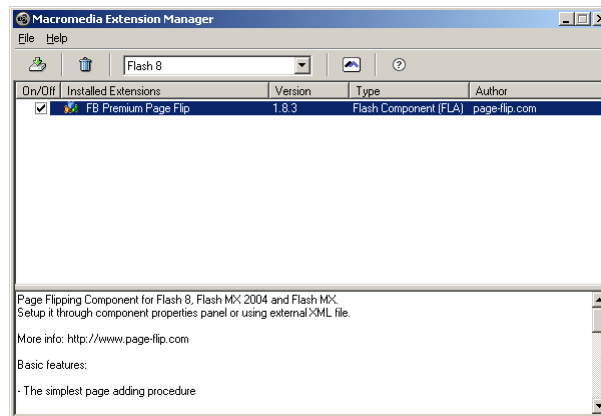 Macromedia Extension Manager
File Help
Flash 8
On/Off Installed Extensions Version Type Author
FB Premium Page Flip 1.8.3 Flash Component (FLA) page-flip.com
Page Flipping Component for Flash 8, Flash MX 2004 and Flash MX.
Setup it through component properties panel or using external XML file.
More info: http://www.page-flip.com
Basic features:
- The simplest page adding procedure